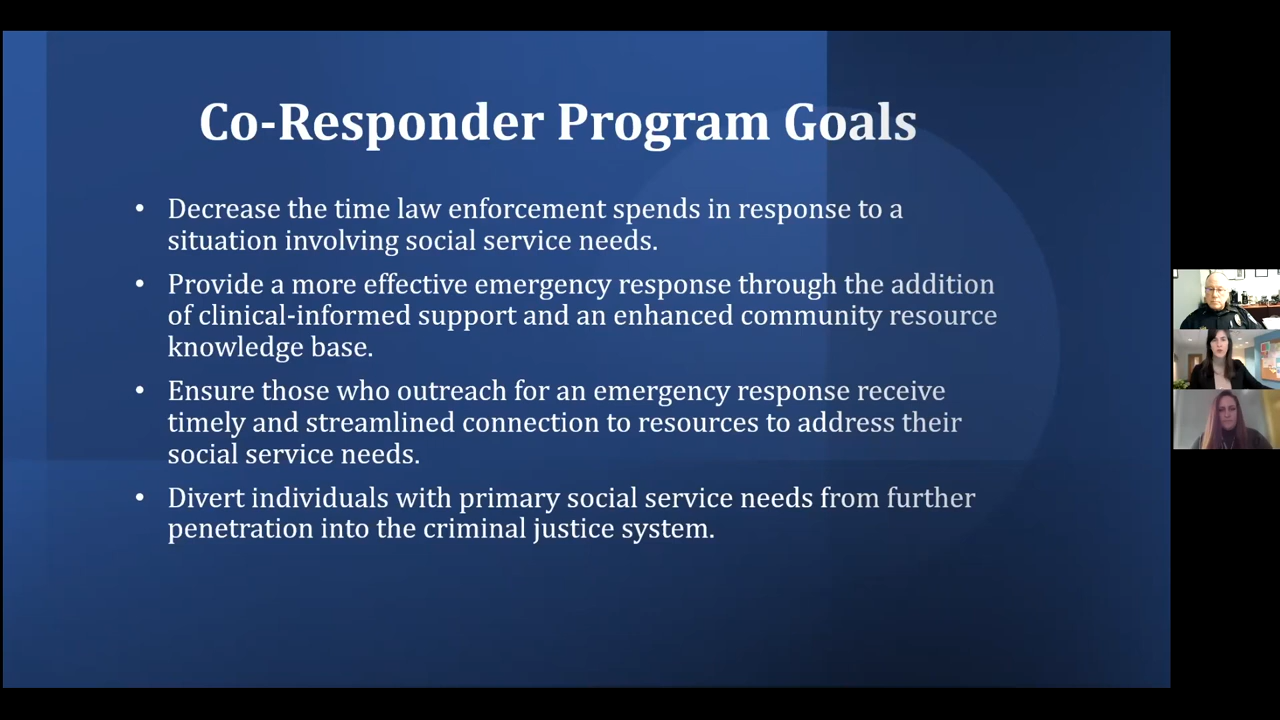 Co-Responder Program Goals
• Decrease the time law enforcement spends in response to a
situation involving social service needs.
• Provide a more effective emergency response through the addition
of clinical-informed support and an enhanced community resource
knowledge base.
• Ensure those who outreach for an emergency response receive
timely and streamlined connection to resources to address their
social service needs.
• Divert individuals with primary social service needs from further
penetration into the criminal justice system.